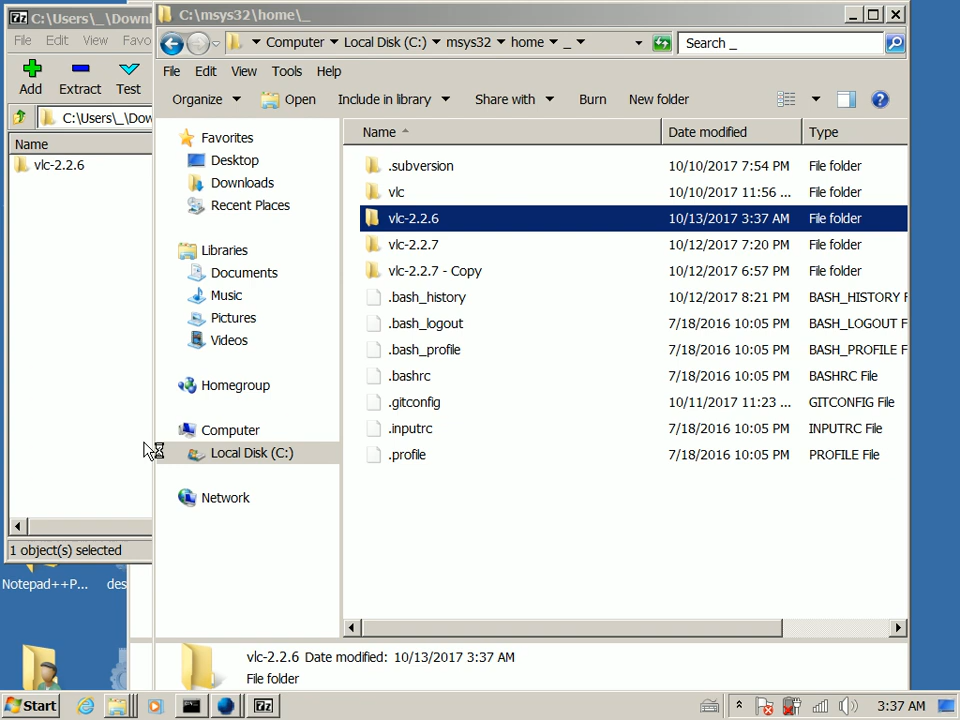 C:\Users\_\Downl
File Edit View Favo
Add Extract Test
C:\Users\_\Dow
Name
vlc-2.2.6
1 object(s) selected
C:\msys32\home\_
Computer Local Disk (C:) msys32 home _
Search _
File Edit View Tools Help
Organize Open Include in library Share with Burn New folder
Favorites
Desktop
Downloads
Recent Places
Libraries
Documents
Music
Pictures
Videos
Homegroup
Computer
Local Disk (C:)
Network
Name Date modified Type
.subversion 10/10/2017 7:54 PM File folder
vlc 10/10/2017 11:56 ... File folder
vlc-2.2.6 10/13/2017 3:37 AM File folder
vlc-2.2.7 10/12/2017 7:20 PM File folder
vlc-2.2.7 - Copy 10/12/2017 6:57 PM File folder
.bash_history 10/12/2017 8:21 PM BASH_HISTORY F
.bash_logout 7/18/2016 10:05 PM BASH_LOGOUT F
.bash_profile 7/18/2016 10:05 PM BASH_PROFILE F
.bashrc 7/18/2016 10:05 PM BASHRC File
.gitconfig 10/11/2017 11:23 ... GITCONFIG File
.inputrc 7/18/2016 10:05 PM INPUTRC File
.profile 7/18/2016 10:05 PM PROFILE File
vlc-2.2.6 Date modified: 10/13/2017 3:37 AM
File folder
Notepad++P... des
Start
7z
3:37 AM